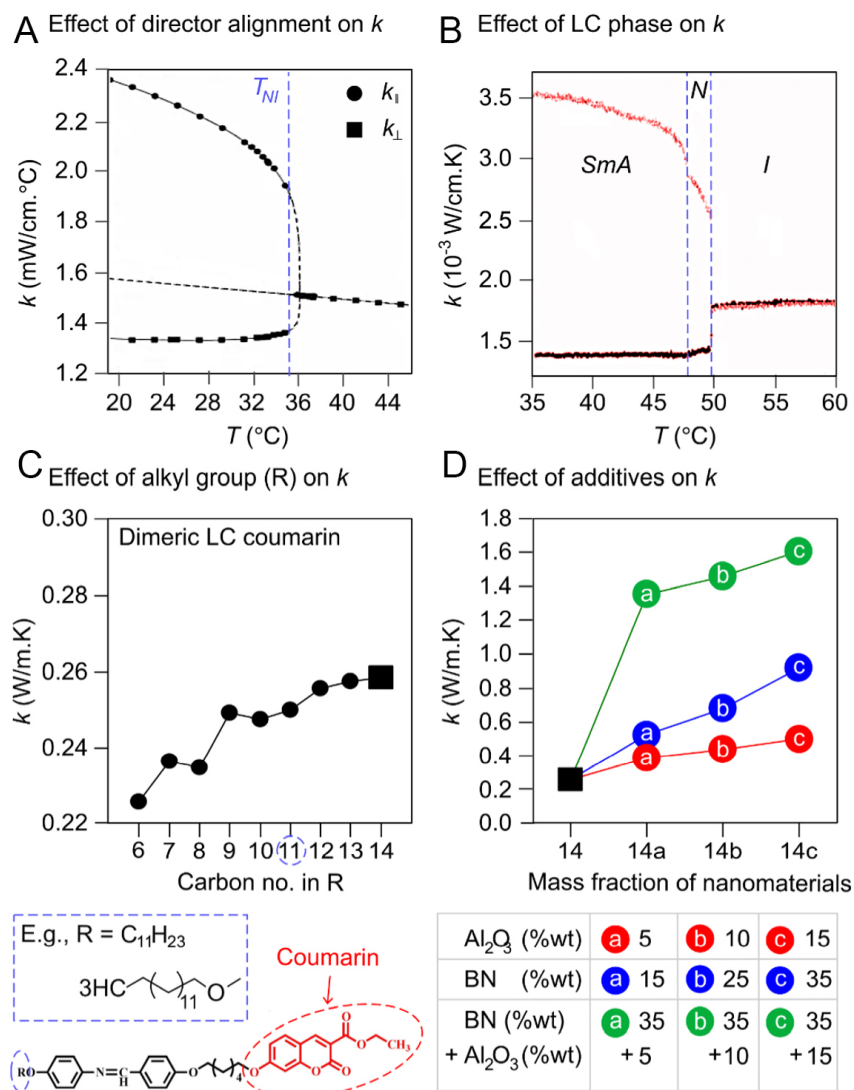 A Effect of director alignment on k
2.4
2.2
2.0
1.8
1.6
1.4
1.2
k (mW/cm.°C)
T_NI
k∥
k⊥
20 24 28 32 36 40 44
T (°C)
B Effect of LC phase on k
3.5
3.0
2.5
1.8
1.5
k (10⁻³ W/cm.K)
N
SmA
I
35 40 45 50 55 60
T (°C)
C Effect of alkyl group (R) on k
0.30
0.28
0.26
0.24
0.22
k (W/m.K)
Dimeric LC coumarin
6 7 8 9 10 11 12 13 14
Carbon no. in R
D Effect of additives on k
1.8
1.6
1.4
1.2
1.0
0.8
0.6
0.4
0.2
0.0
k (W/m.K)
a b c
a b c
a b c
14 14a 14b 14c
Mass fraction of nanomaterials
E.g., R = C₁₁H₂₃
3HC
11
O
Coumarin
RO
N=C
H
O
4
O
O
O
CH₃
O
O
Al₂O₃ (%wt) a 5 b 10 c 15
BN (%wt) a 15 b 25 c 35
BN (%wt) a 35 b 35 c 35
+ Al₂O₃(%wt) +5 +10 +15